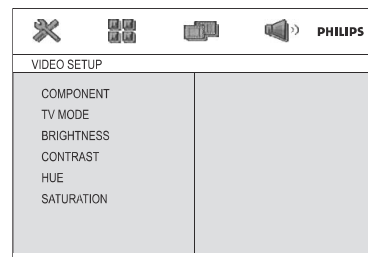 PHILIPS
VIDEO SETUP
COMPONENT
TV MODE
BRIGHTNESS
CONTRAST
HUE
SATURATION